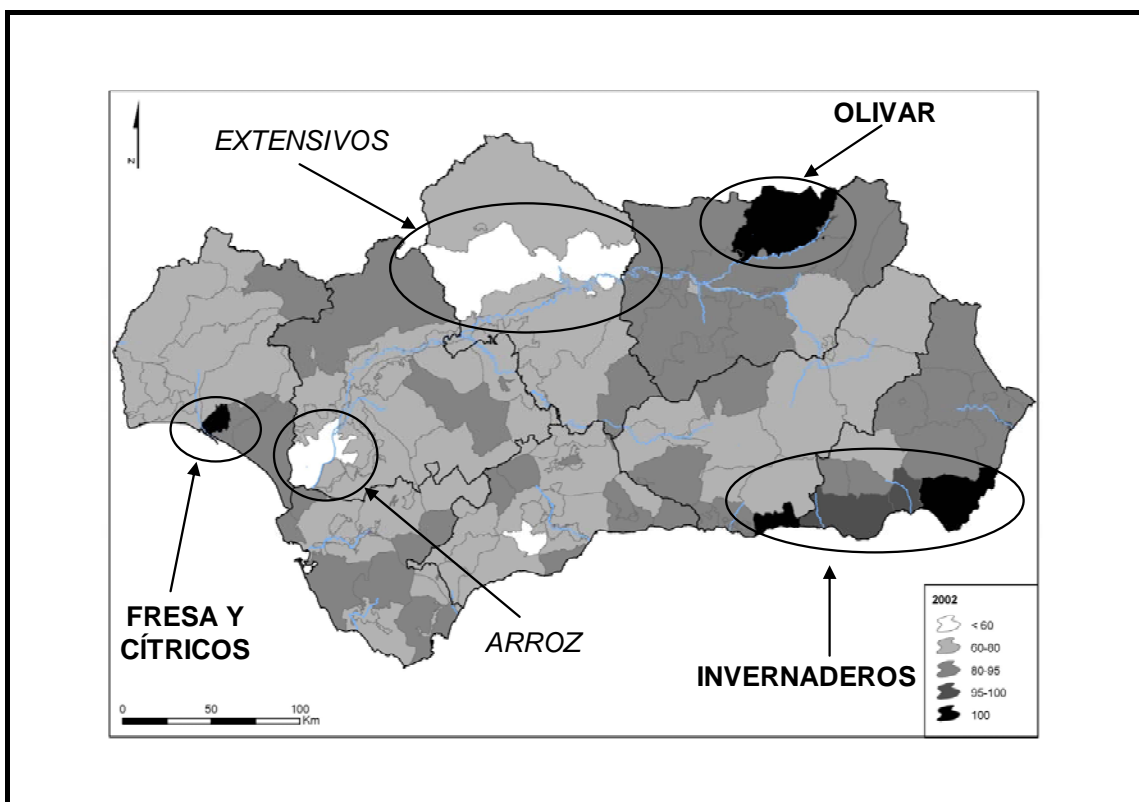 OLIVAR
EXTENSIVOS
N
FRESA Y
CÍTRICOS
ARROZ
INVERNADEROS
2002
< 60
60-80
80-95
95-100
100
0 50 100
Km